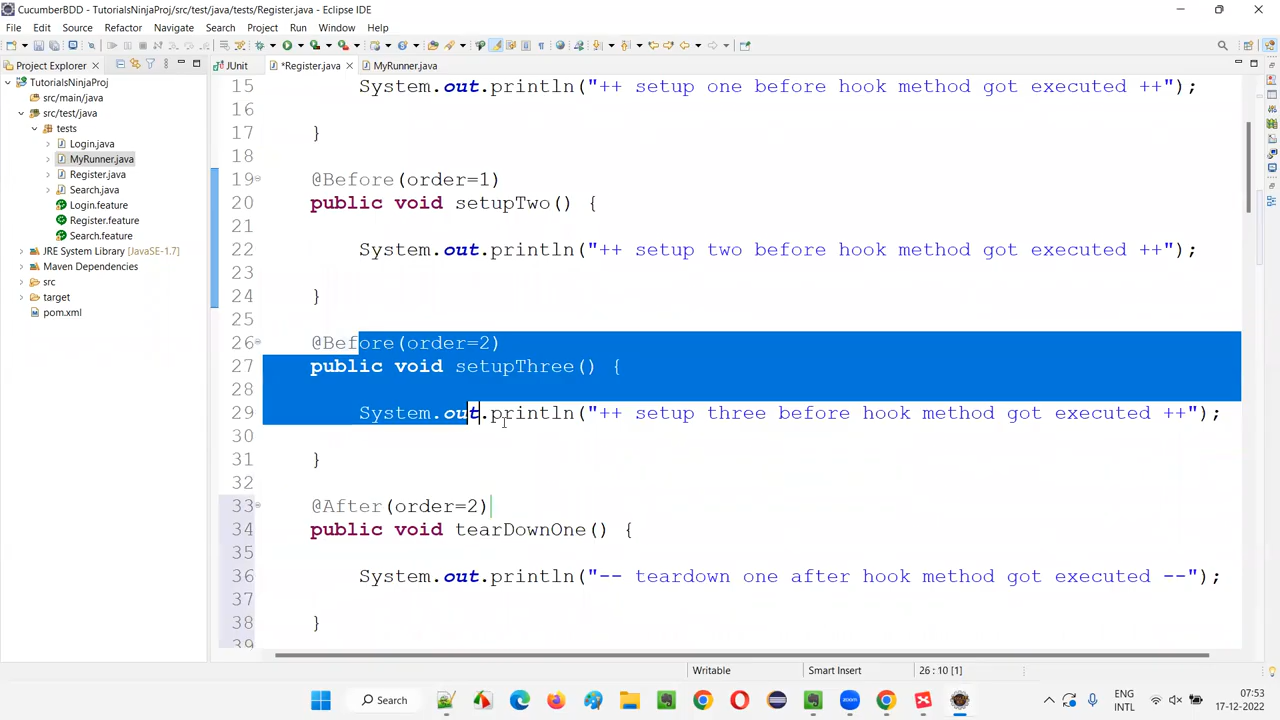 CucumberBDD - TutorialsNinjaProj/src/test/java/tests/Register.java - Eclipse IDE
File Edit Source Refactor Navigate Search Project Run Window Help
Project Explorer
JUnit
*Register.java
MyRunner.java
TutorialsNinjaProj
src/main/java
src/test/java
tests
Login.java
MyRunner.java
Register.java
Search.java
Login.feature
Register.feature
Search.feature
JRE System Library [JavaSE-1.7]
Maven Dependencies
src
target
pom.xml
15 System.out.println("++ setup one before hook method got executed ++");
16
17 }
18
19 @Before(order=1)
20 public void setupTwo() {
21
22 System.out.println("++ setup two before hook method got executed ++");
23
24 }
25
26 @Before(order=2)
27 public void setupThree() {
28
29 System.out.println("++ setup three before hook method got executed ++");
30
31 }
32
33 @After(order=2)
34 public void tearDownOne() {
35
36 System.out.println("-- teardown one after hook method got executed --");
37
38 }
39
Writable Smart Insert 26 : 10 [1]
Search
ENG
INTL
07:53
17-12-2022